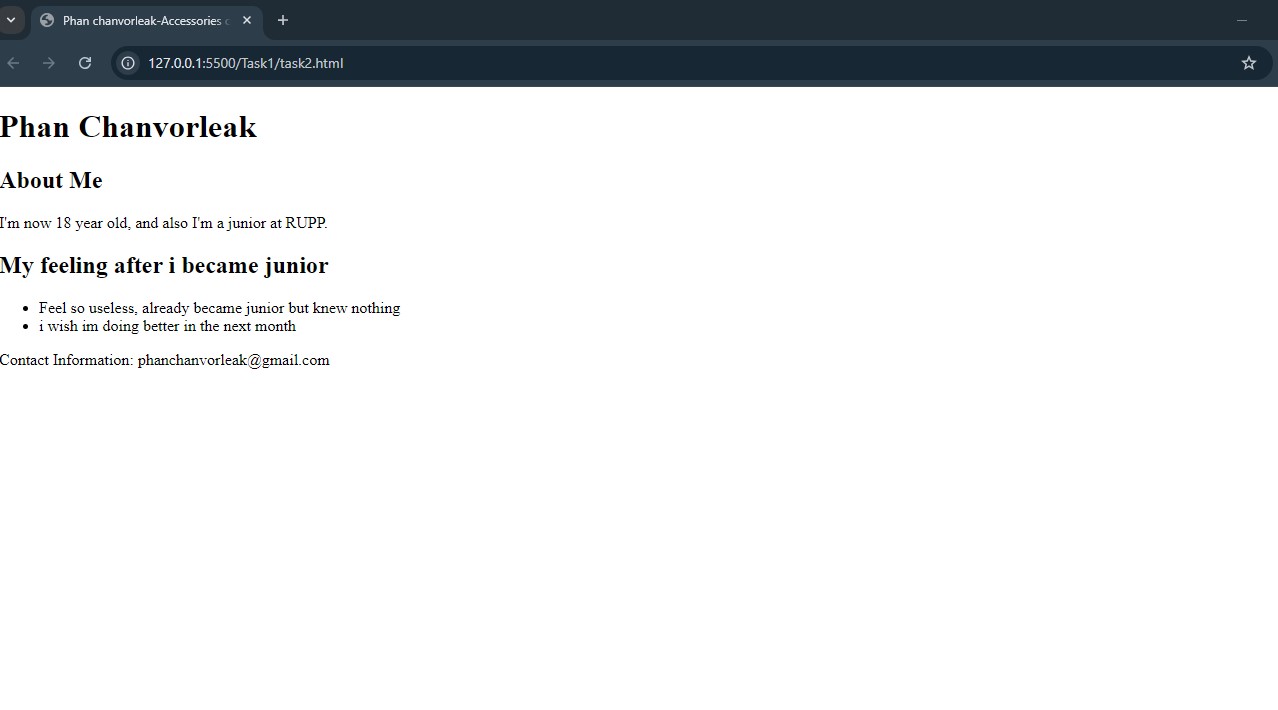 Phan chanvorleak-Accessories
127.0.0.1:5500/Task1/task2.html
Phan Chanvorleak
About Me
I'm now 18 year old, and also I'm a junior at RUPP.
My feeling after i became junior
• Feel so useless, already became junior but knew nothing
• i wish im doing better in the next month
Contact Information: phanchanvorleak@gmail.com